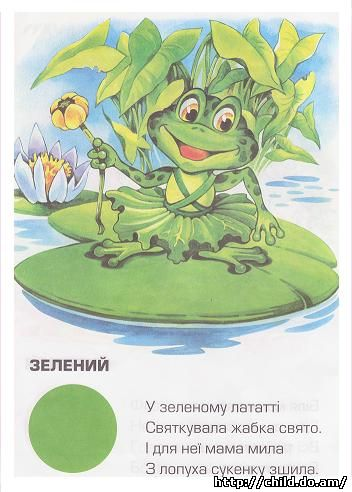 ЗЕЛЕНИЙ
У зеленому лататті
Святкувала жабка свято.
І для неї мама мила
З лопуха сукенку зшила.
http://child.do.am/